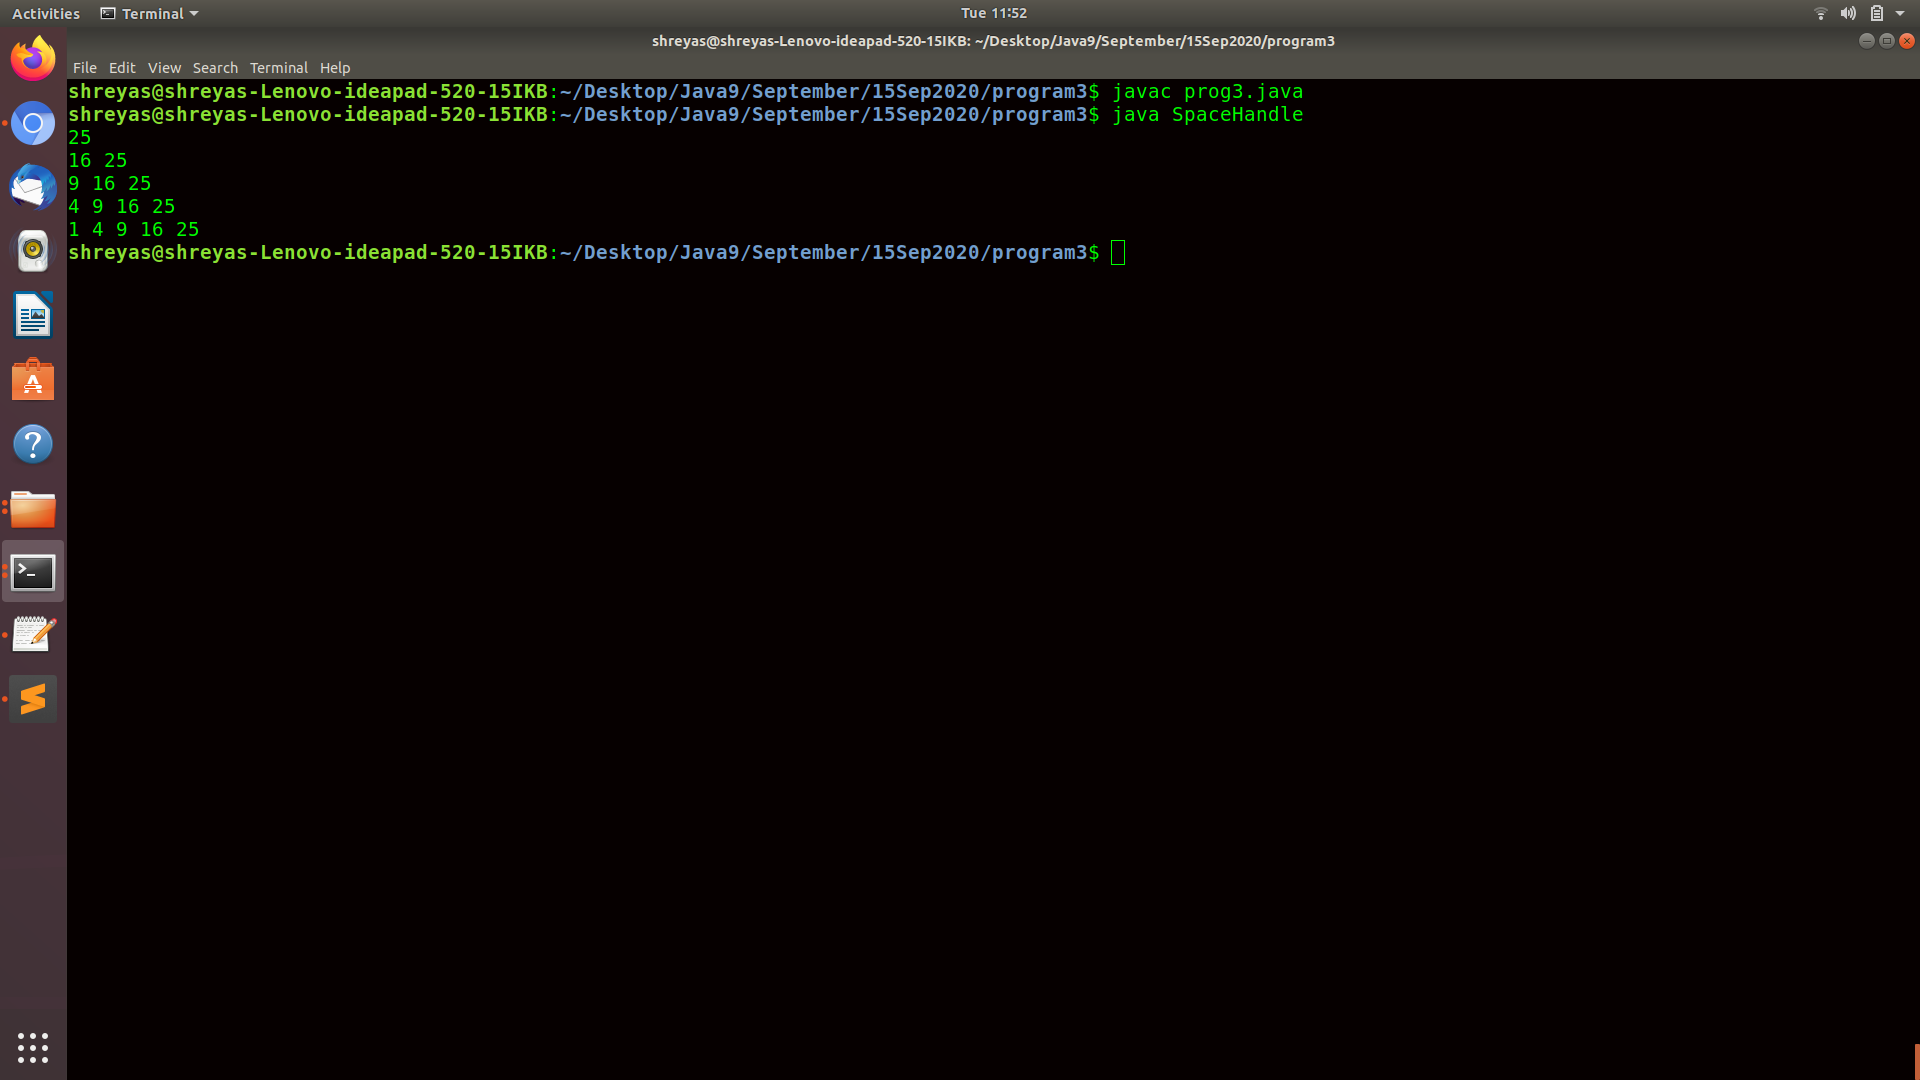 Activities Terminal Tue 11:52
shreyas@shreyas-Lenovo-ideapad-520-15IKB: ~/Desktop/Java9/September/15Sep2020/program3
File Edit View Search Terminal Help
shreyas@shreyas-Lenovo-ideapad-520-15IKB:~/Desktop/Java9/September/15Sep2020/program3$ javac prog3.java
shreyas@shreyas-Lenovo-ideapad-520-15IKB:~/Desktop/Java9/September/15Sep2020/program3$ java SpaceHandle
25
16 25
9 16 25
4 9 16 25
1 4 9 16 25
shreyas@shreyas-Lenovo-ideapad-520-15IKB:~/Desktop/Java9/September/15Sep2020/program3$